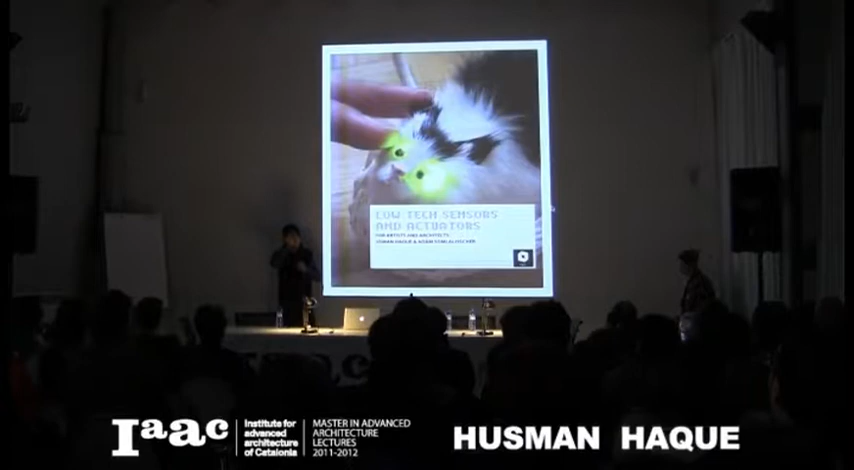 LOW TECH SENSORS
AND ACTUATORS
FOR ARTISTS AND ARCHITECTS
Iaac
Institute for
advanced
architecture
of Catalonia
MASTER IN ADVANCED
ARCHITECTURE
LECTURES
2011-2012
HUSMAN HAQUE